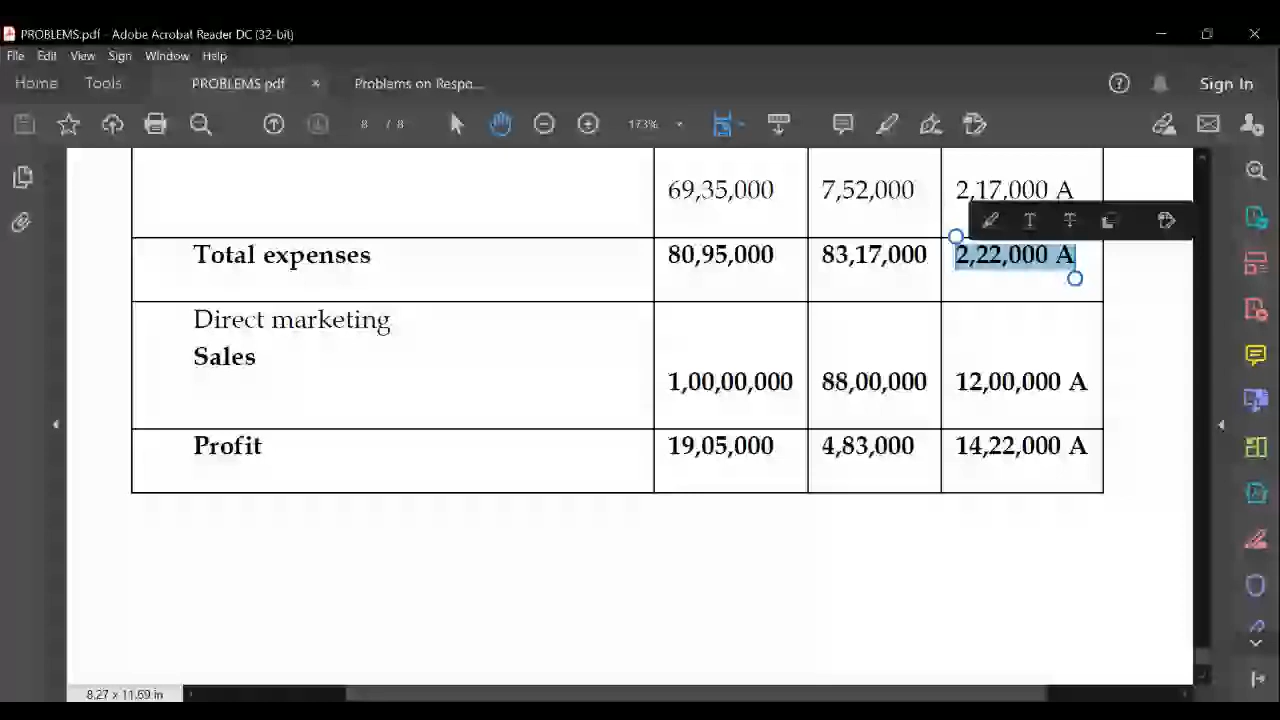 PROBLEMS.pdf - Adobe Acrobat Reader DC (32-bit)
File Edit View Sign Window Help
Home Tools PROBLEMS.pdf × Problems on Respo... Sign In
8 / 8 173%
69,35,000 7,52,000 2,17,000 A
Total expenses 80,95,000 83,17,000 2,22,000 A
Direct marketing
Sales
1,00,00,000 88,00,000 12,00,000 A
Profit 19,05,000 4,83,000 14,22,000 A
8.27 x 11.69 in